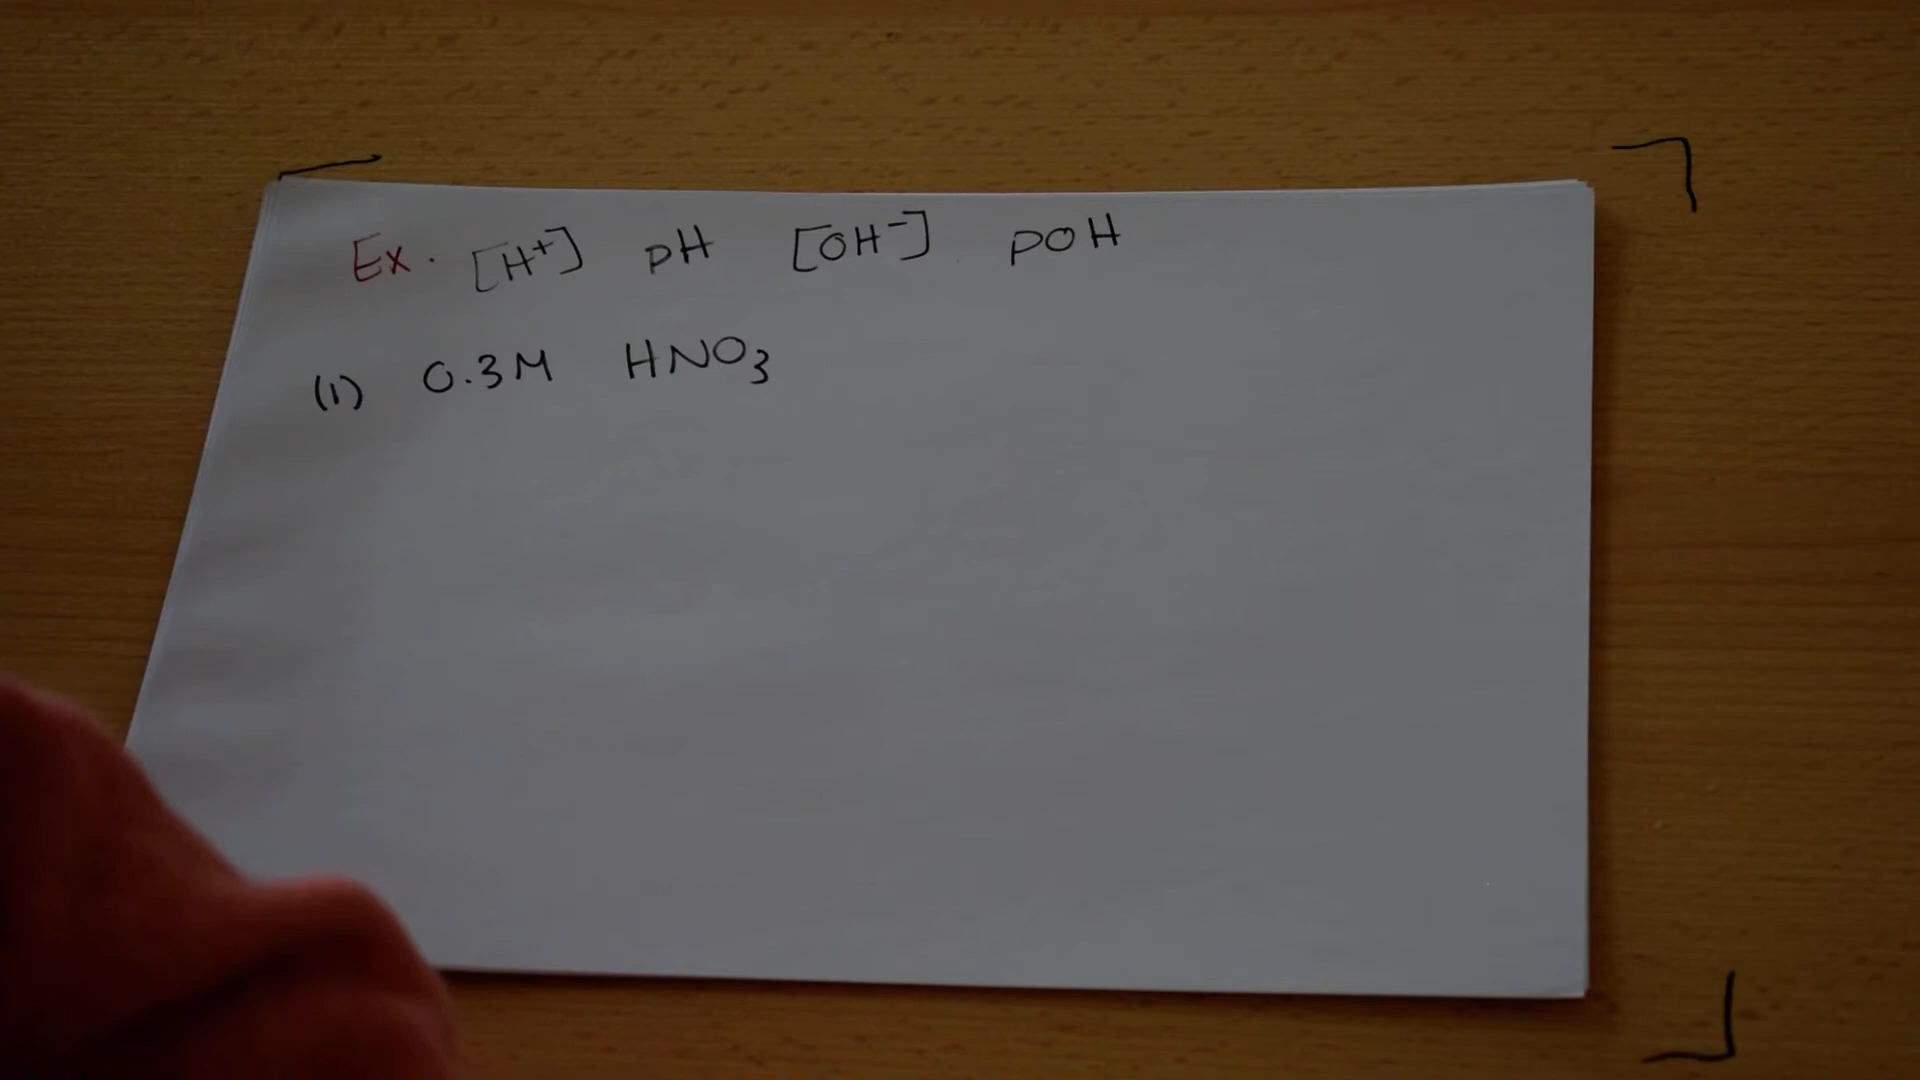 Ex. [H⁺] pH [OH⁻] pOH
(1) 0.3M HNO₃